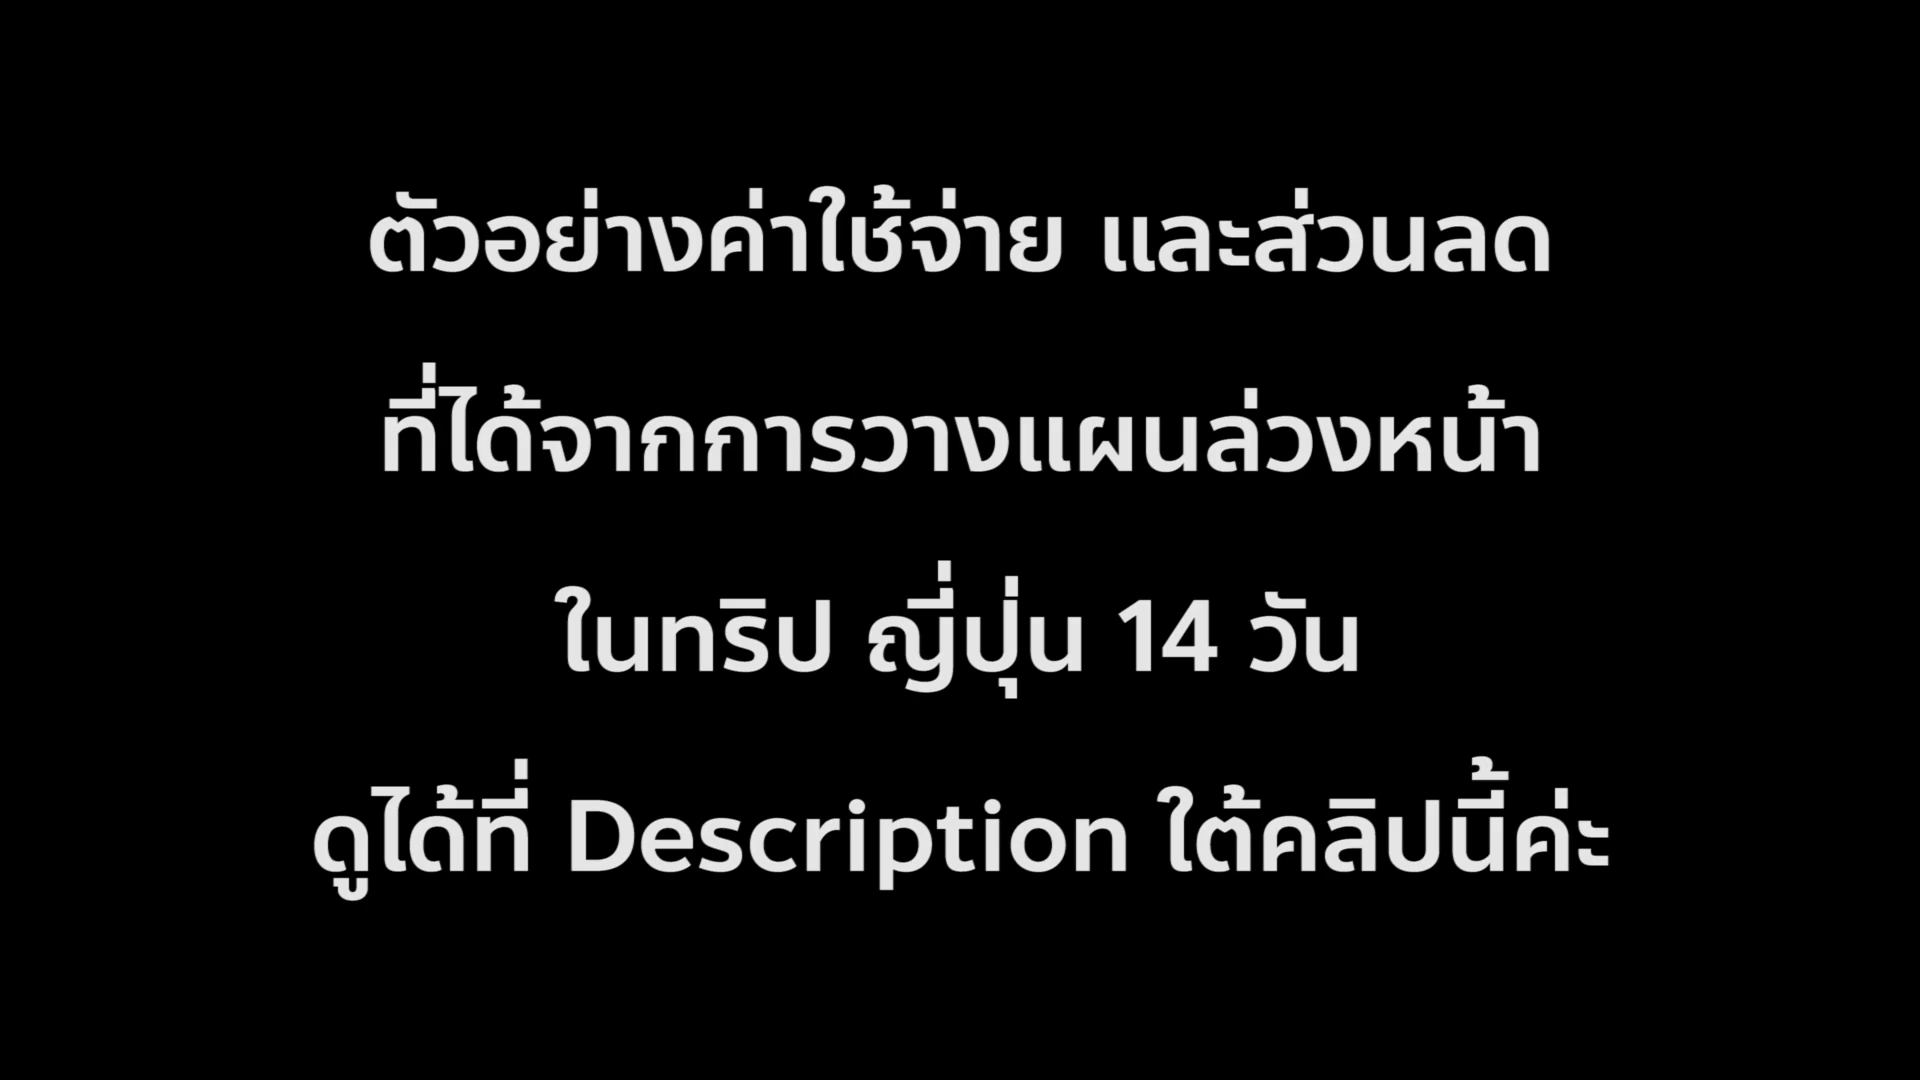 ตัวอย่างค่าใช้จ่าย และส่วนลด
ที่ได้จากการวางแผนล่วงหน้า
ในทริป ญี่ปุ่น 14 วัน
ดูได้ที่ Description ใต้คลิปนี้ค่ะ